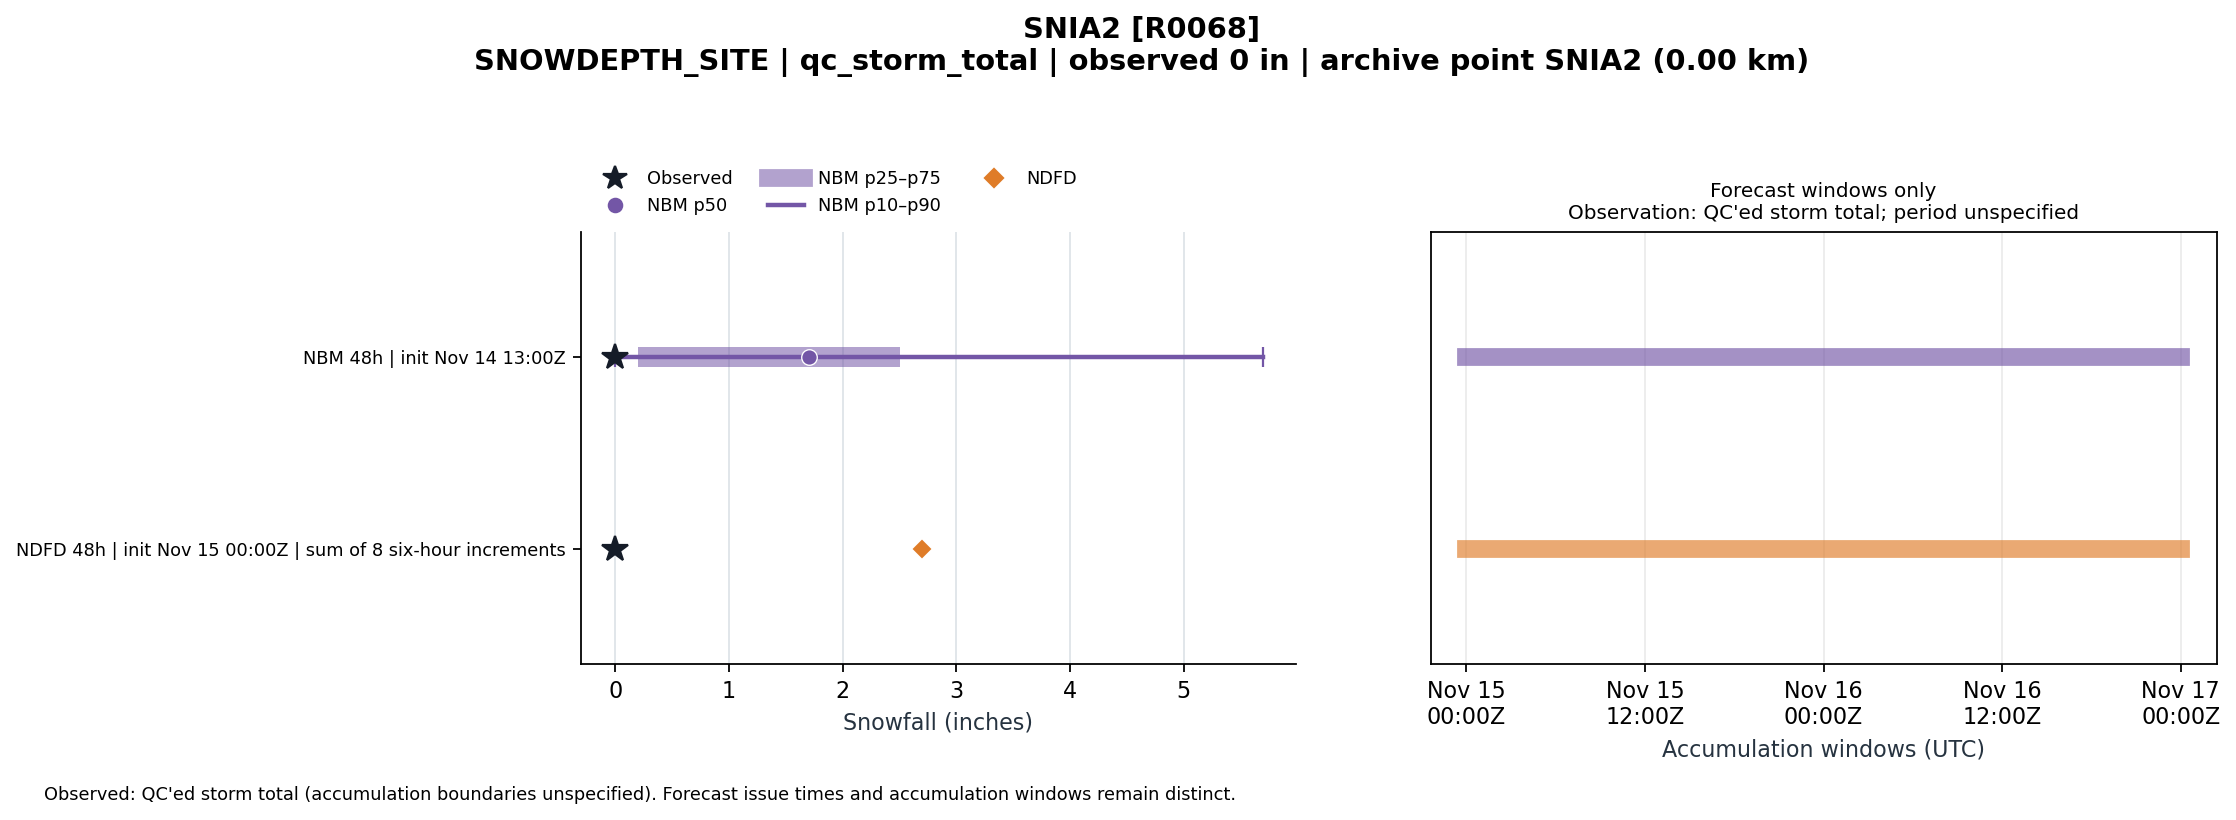 SNIA2 [R0068]
SNOWDEPTH_SITE | qc_storm_total | observed 0 in | archive point SNIA2 (0.00 km)
Observed
NBM p50
NBM p25–p75
NBM p10–p90
NDFD
NBM 48h | init Nov 14 13:00Z
NDFD 48h | init Nov 15 00:00Z | sum of 8 six-hour increments
0
1
2
3
4
5
Snowfall (inches)
Forecast windows only
Observation: QC'ed storm total; period unspecified
Nov 15
00:00Z
Nov 15
12:00Z
Nov 16
00:00Z
Nov 16
12:00Z
Nov 17
00:00Z
Accumulation windows (UTC)
Observed: QC'ed storm total (accumulation boundaries unspecified). Forecast issue times and accumulation windows remain distinct.